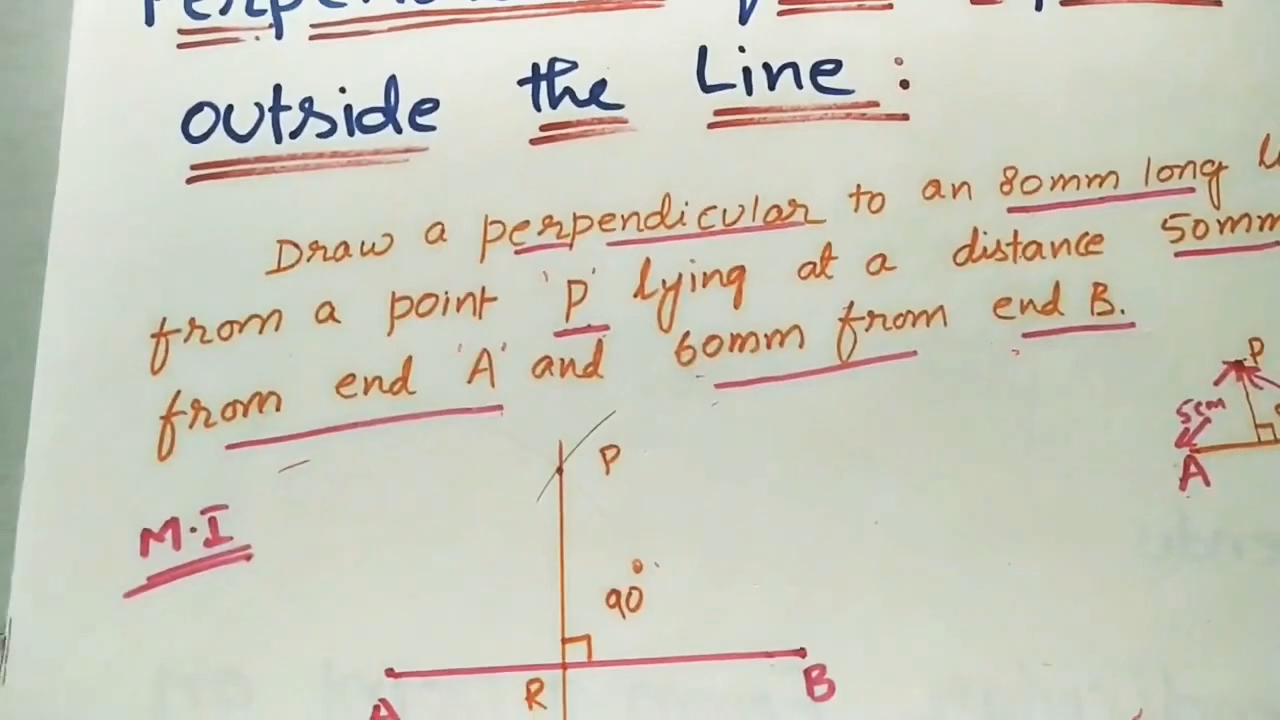 outside the Line :
Draw a perpendicular to an 80mm long
from a point 'P' lying at a distance 50mm
from end 'A' and 60mm from end B.
P
5cm
A
M.I
P
90°
R
A
B